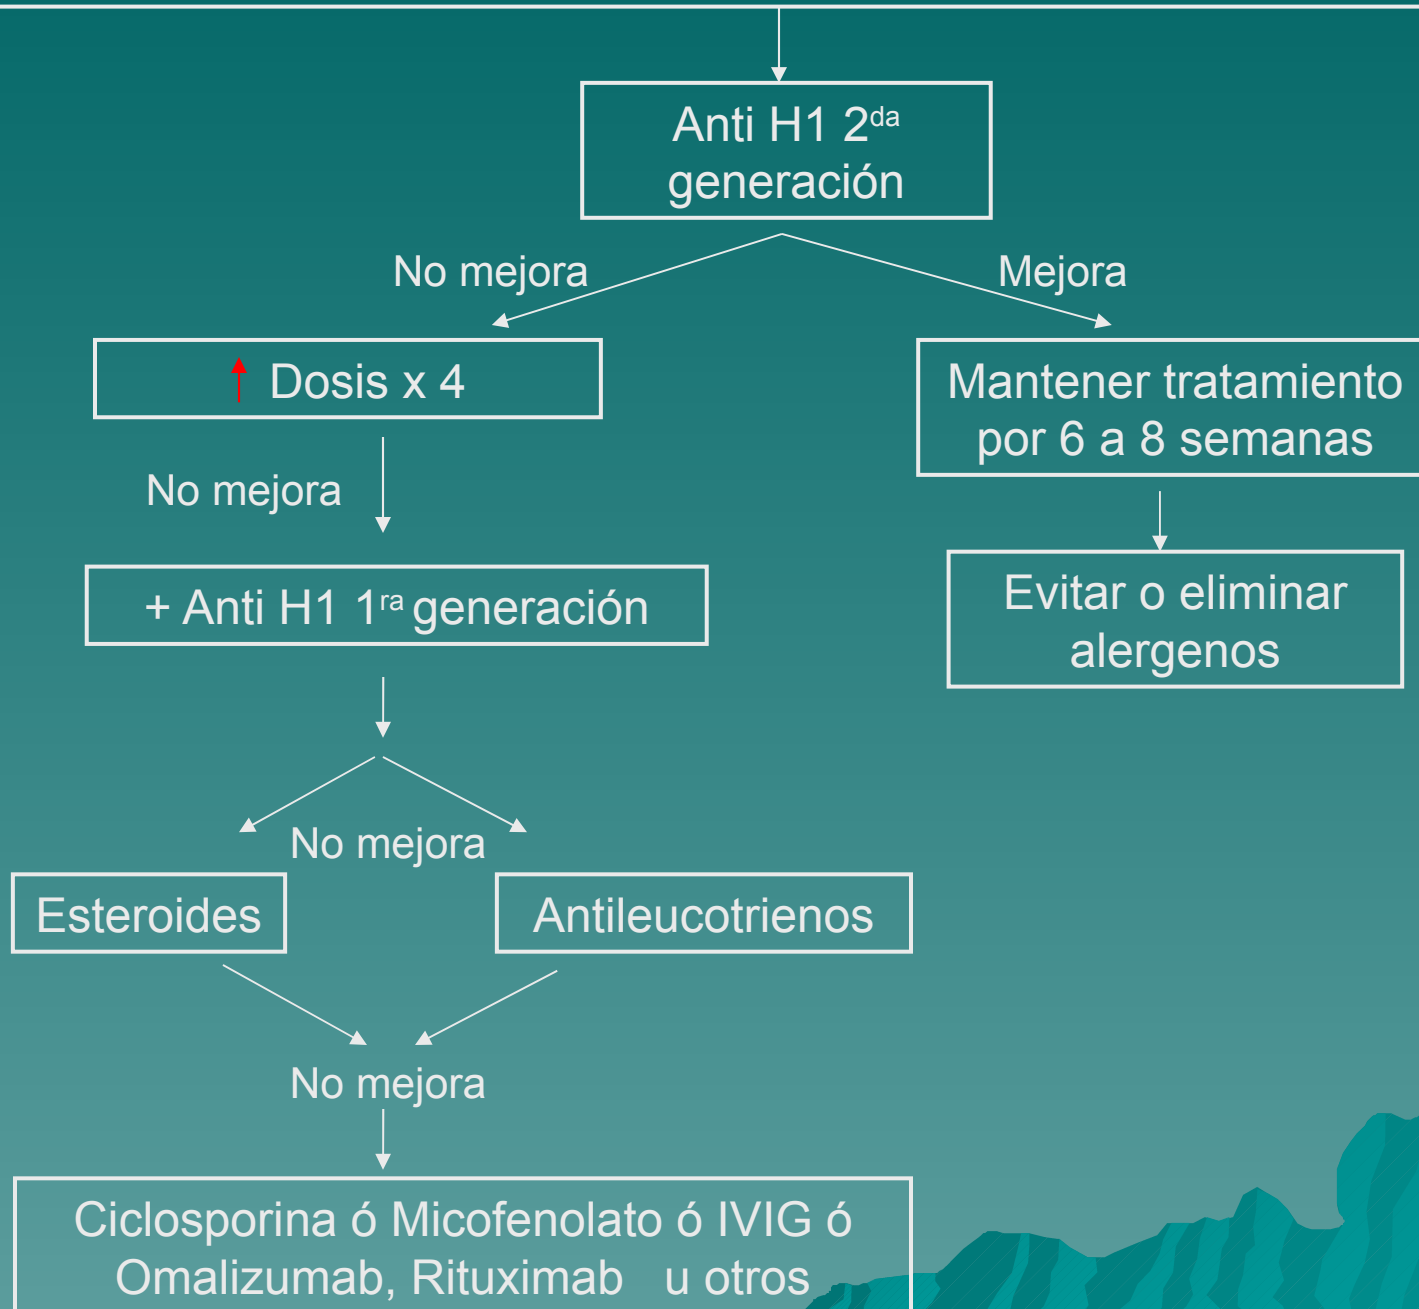 Anti H1 2da
generación
No mejora
Mejora
Dosis x 4
Mantener tratamiento
por 6 a 8 semanas
No mejora
+ Anti H1 1ra generación
Evitar o eliminar
alergenos
No mejora
Esteroides
Antileucotrienos
No mejora
Ciclosporina ó Micofenolato ó IVIG ó
Omalizumab, Rituximab u otros